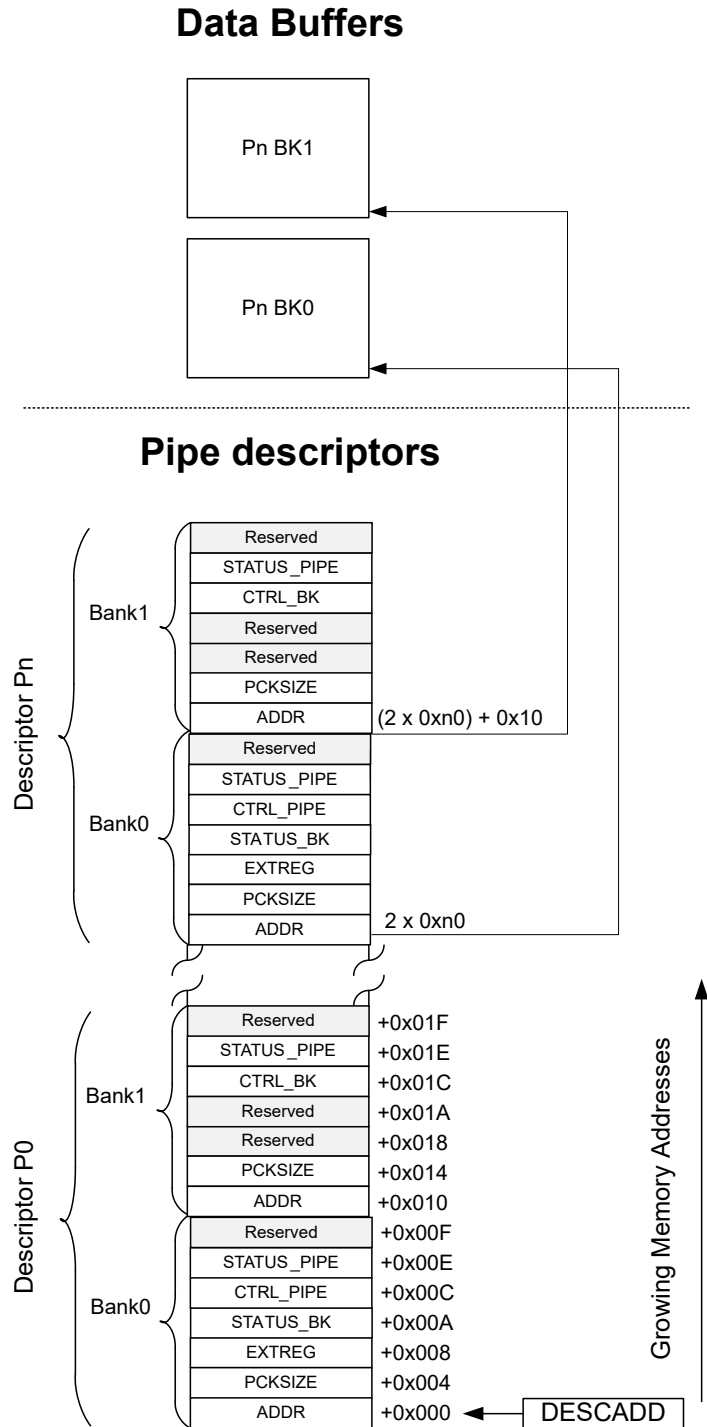 Data Buffers
Pn BK1
Pn BK0
Pipe descriptors
Descriptor Pn
Bank1
Reserved
STATUS_PIPE
CTRL_BK
Reserved
Reserved
PCKSIZE
ADDR (2 x 0xn0) + 0x10
Bank0
Reserved
STATUS_PIPE
CTRL_PIPE
STATUS_BK
EXTREG
PCKSIZE
ADDR 2 x 0xn0
Descriptor P0
Bank1
Reserved +0x01F
STATUS_PIPE +0x01E
CTRL_BK +0x01C
Reserved +0x01A
Reserved +0x018
PCKSIZE +0x014
ADDR +0x010
Bank0
Reserved +0x00F
STATUS_PIPE +0x00E
CTRL_PIPE +0x00C
STATUS_BK +0x00A
EXTREG +0x008
PCKSIZE +0x004
ADDR +0x000 DESCADD
Growing Memory Addresses